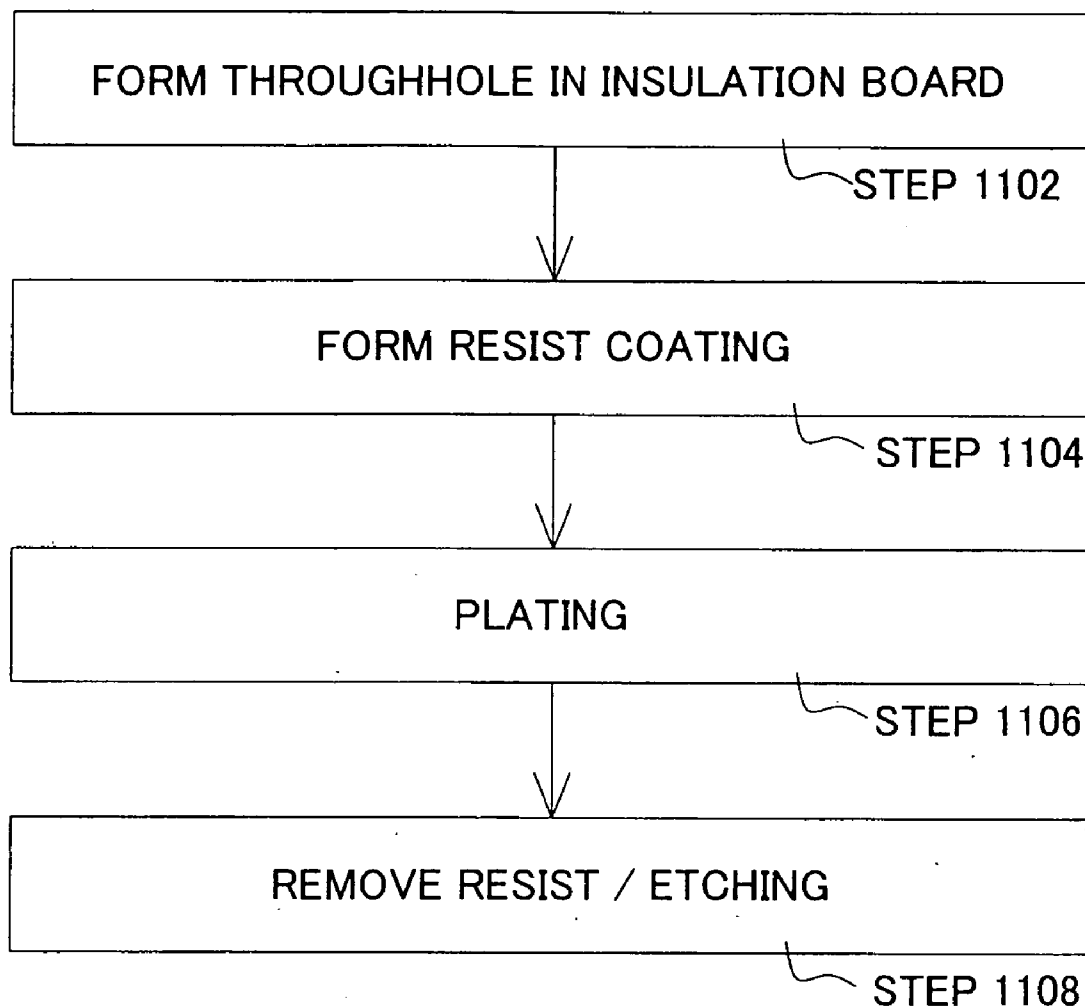 FORM THROUGHHOLE IN INSULATION BOARD
STEP 1102
FORM RESIST COATING
STEP 1104
PLATING
STEP 1106
REMOVE RESIST / ETCHING
STEP 1108